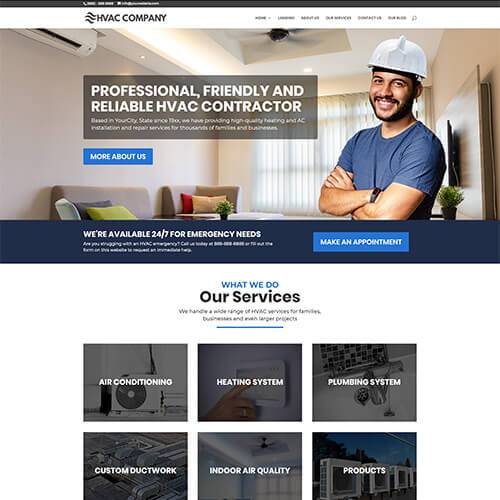 (888) - 888-8888 info@yourwebsite.com
HVAC COMPANY
HOME LANDING ABOUT US OUR SERVICES CONTACT US OUR BLOG
PROFESSIONAL, FRIENDLY AND
RELIABLE HVAC CONTRACTOR
Based in YourCity, State since 19xx, we have providing high-quality heating and AC
installation and repair services for thousands of families and businesses.
MORE ABOUT US
WE'RE AVAILABLE 24/7 FOR EMERGENCY NEEDS
Are you struggling with an HVAC emergency? Call us today at 888-888-8888 or fill out the
form on this website to request an immediate help.
MAKE AN APPOINTMENT
WHAT WE DO
Our Services
We handle a wide range of HVAC services for families,
businesses and even larger projects
AIR CONDITIONING
HEATING SYSTEM
PLUMBING SYSTEM
CUSTOM DUCTWORK
INDOOR AIR QUALITY
PRODUCTS